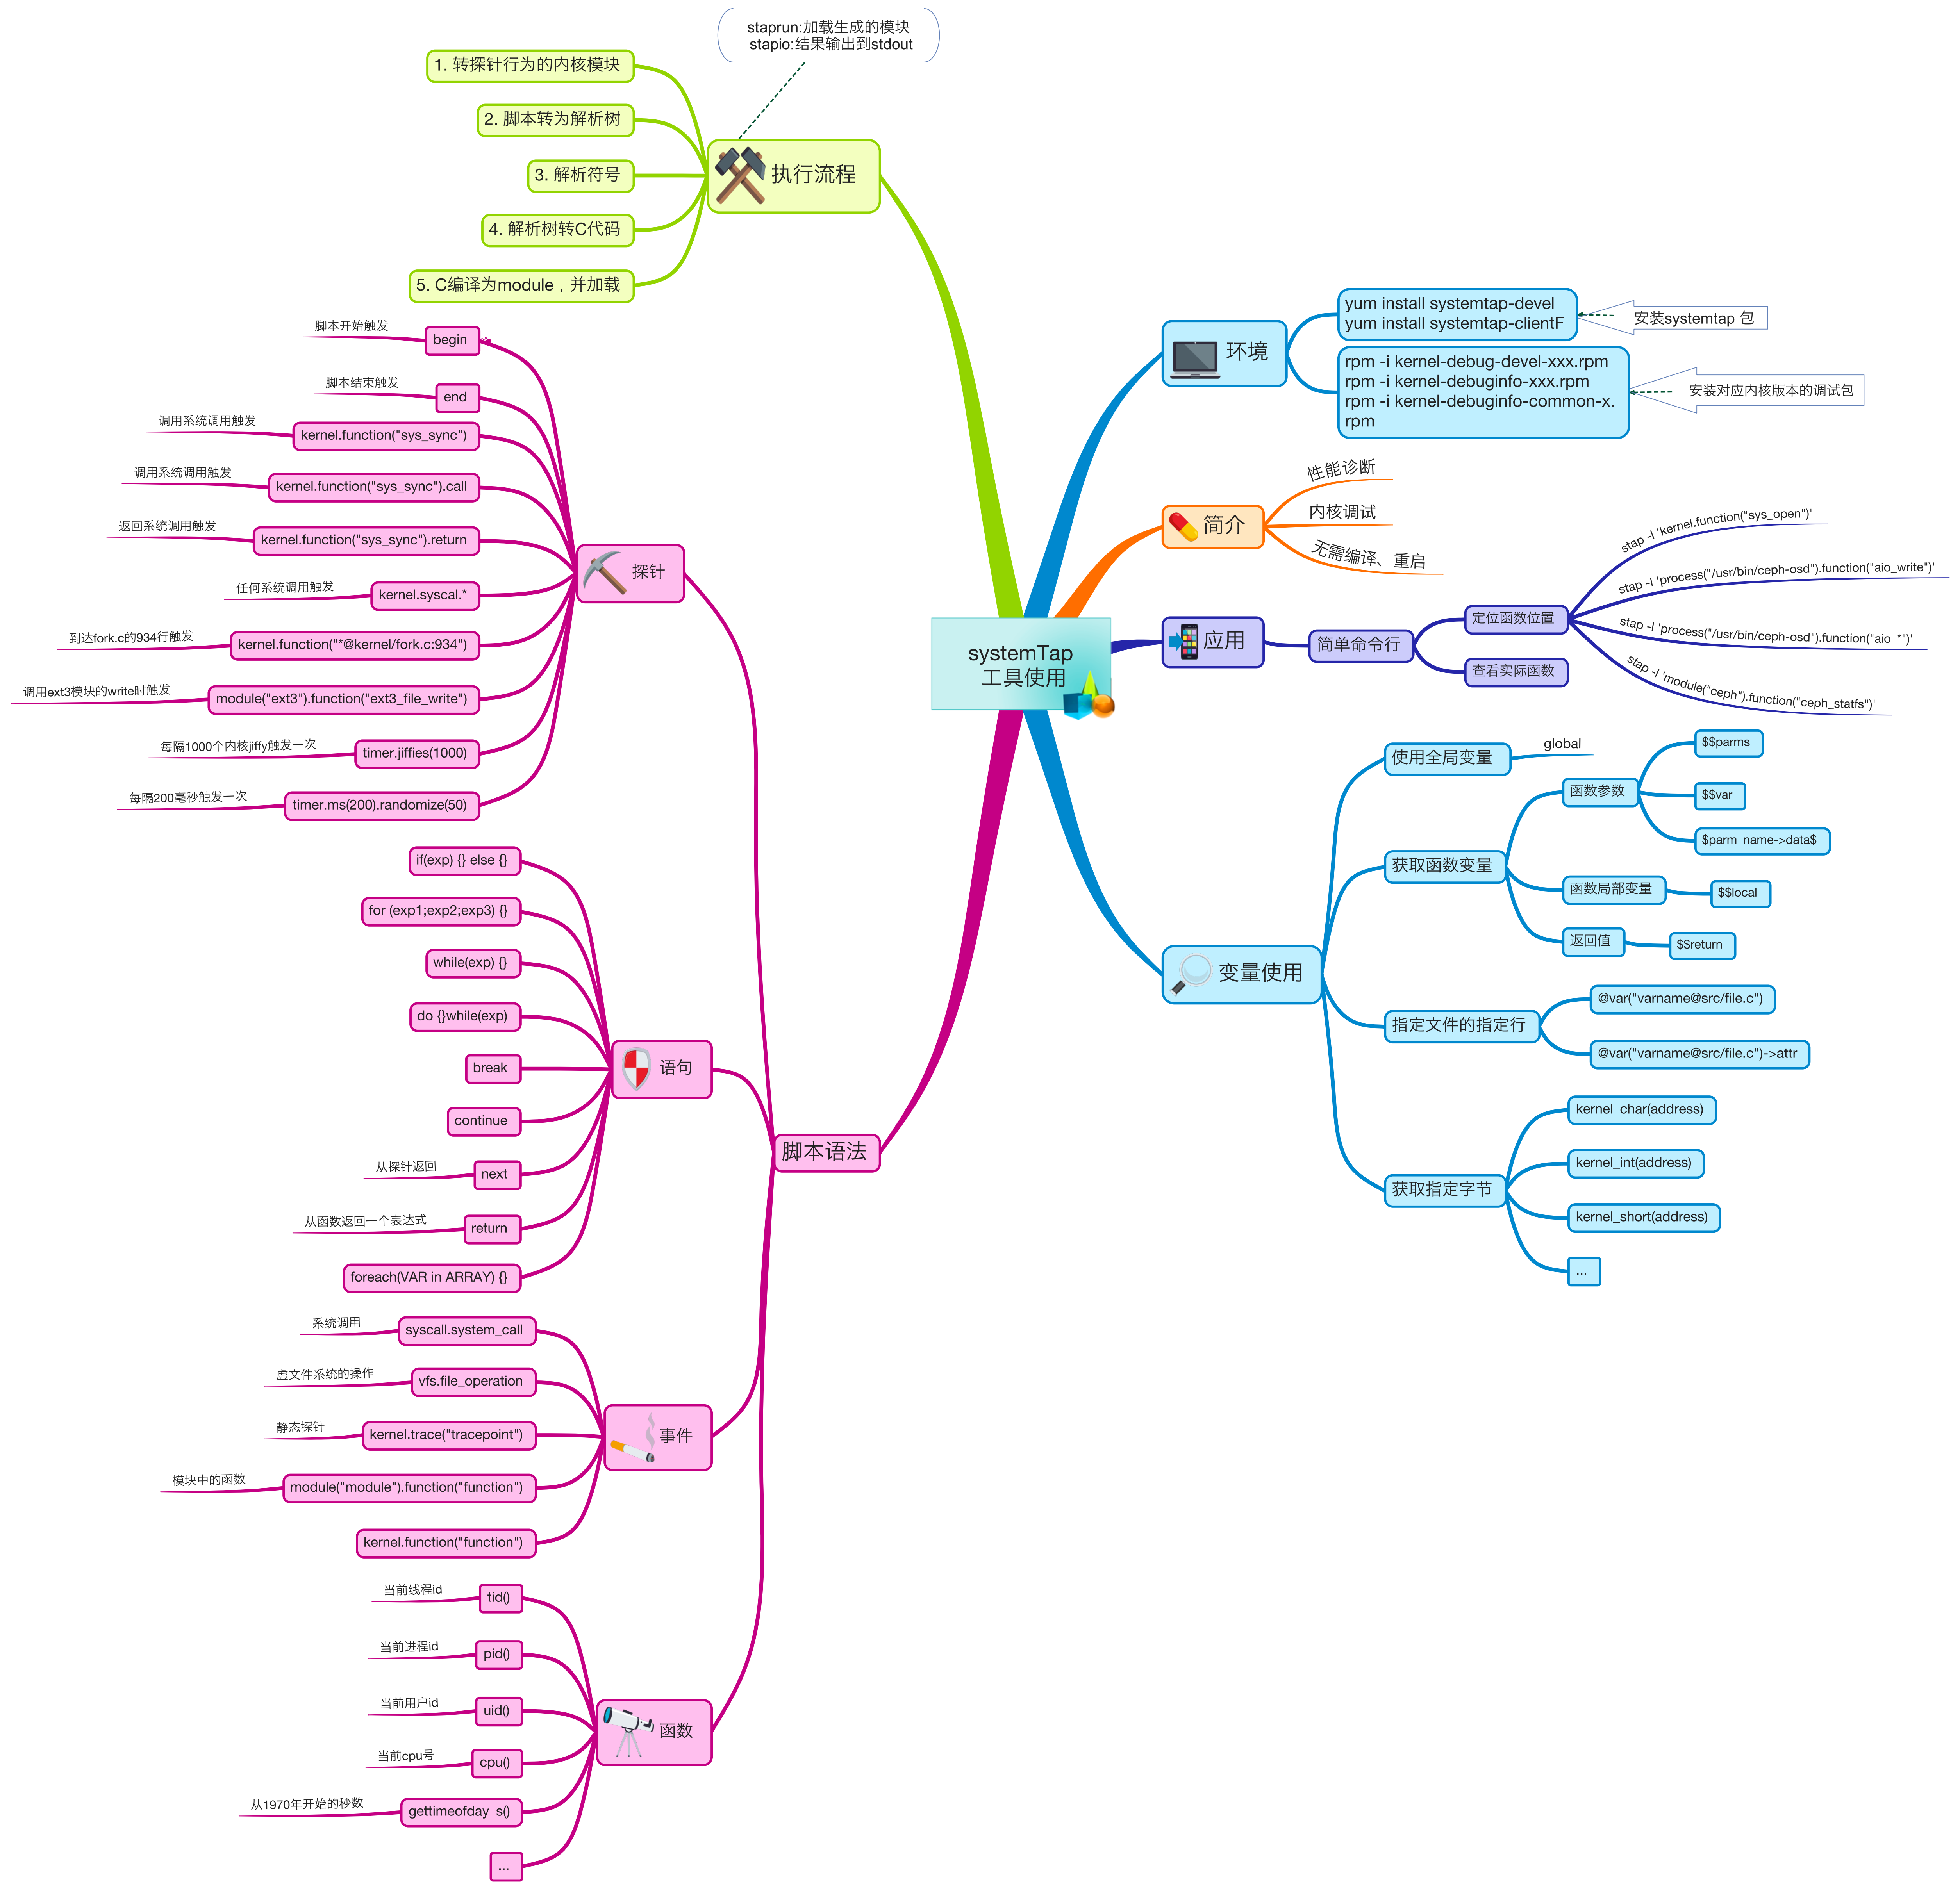 staprun:加载生成的模块
stapio:结果输出到stdout
执行流程
1. 转探针行为的内核模块
2. 脚本转为解析树
3. 解析符号
4. 解析树转C代码
5. C编译为module，并加载
systemTap
工具使用
环境
yum install systemtap-devel
yum install systemtap-clientF
安装systemtap 包
rpm -i kernel-debug-devel-xxx.rpm
rpm -i kernel-debuginfo-xxx.rpm
rpm -i kernel-debuginfo-common-x.
rpm
安装对应内核版本的调试包
简介
性能诊断
内核调试
无需编译、重启
应用
简单命令行
定位函数位置
stap -l 'kernel.function("sys_open")'
stap -l 'process("/usr/bin/ceph-osd").function("aio_write")'
stap -l 'process("/usr/bin/ceph-osd").function("aio_*")'
stap -l 'module("ceph").function("ceph_statfs")'
查看实际函数
变量使用
使用全局变量
global
获取函数变量
函数参数
$$parms
$$var
$parm_name->data$
函数局部变量
$$local
返回值
$$return
指定文件的指定行
@var("varname@src/file.c")
@var("varname@src/file.c")->attr
获取指定字节
kernel_char(address)
kernel_int(address)
kernel_short(address)
...
脚本语法
探针
脚本开始触发
begin
脚本结束触发
end
调用系统调用触发
kernel.function("sys_sync")
调用系统调用触发
kernel.function("sys_sync").call
返回系统调用触发
kernel.function("sys_sync").return
任何系统调用触发
kernel.syscal.*
到达fork.c的934行触发
kernel.function("*@kernel/fork.c:934")
调用ext3模块的write时触发
module("ext3").function("ext3_file_write")
每隔1000个内核jiffy触发一次
timer.jiffies(1000)
每隔200毫秒触发一次
timer.ms(200).randomize(50)
语句
if(exp) {} else {}
for (exp1;exp2;exp3) {}
while(exp) {}
do {}while(exp)
break
continue
从探针返回
next
从函数返回一个表达式
return
foreach(VAR in ARRAY) {}
事件
系统调用
syscall.system_call
虚文件系统的操作
vfs.file_operation
静态探针
kernel.trace("tracepoint")
模块中的函数
module("module").function("function")
kernel.function("function")
函数
当前线程id
tid()
当前进程id
pid()
当前用户id
uid()
当前cpu号
cpu()
从1970年开始的秒数
gettimeofday_s()
...